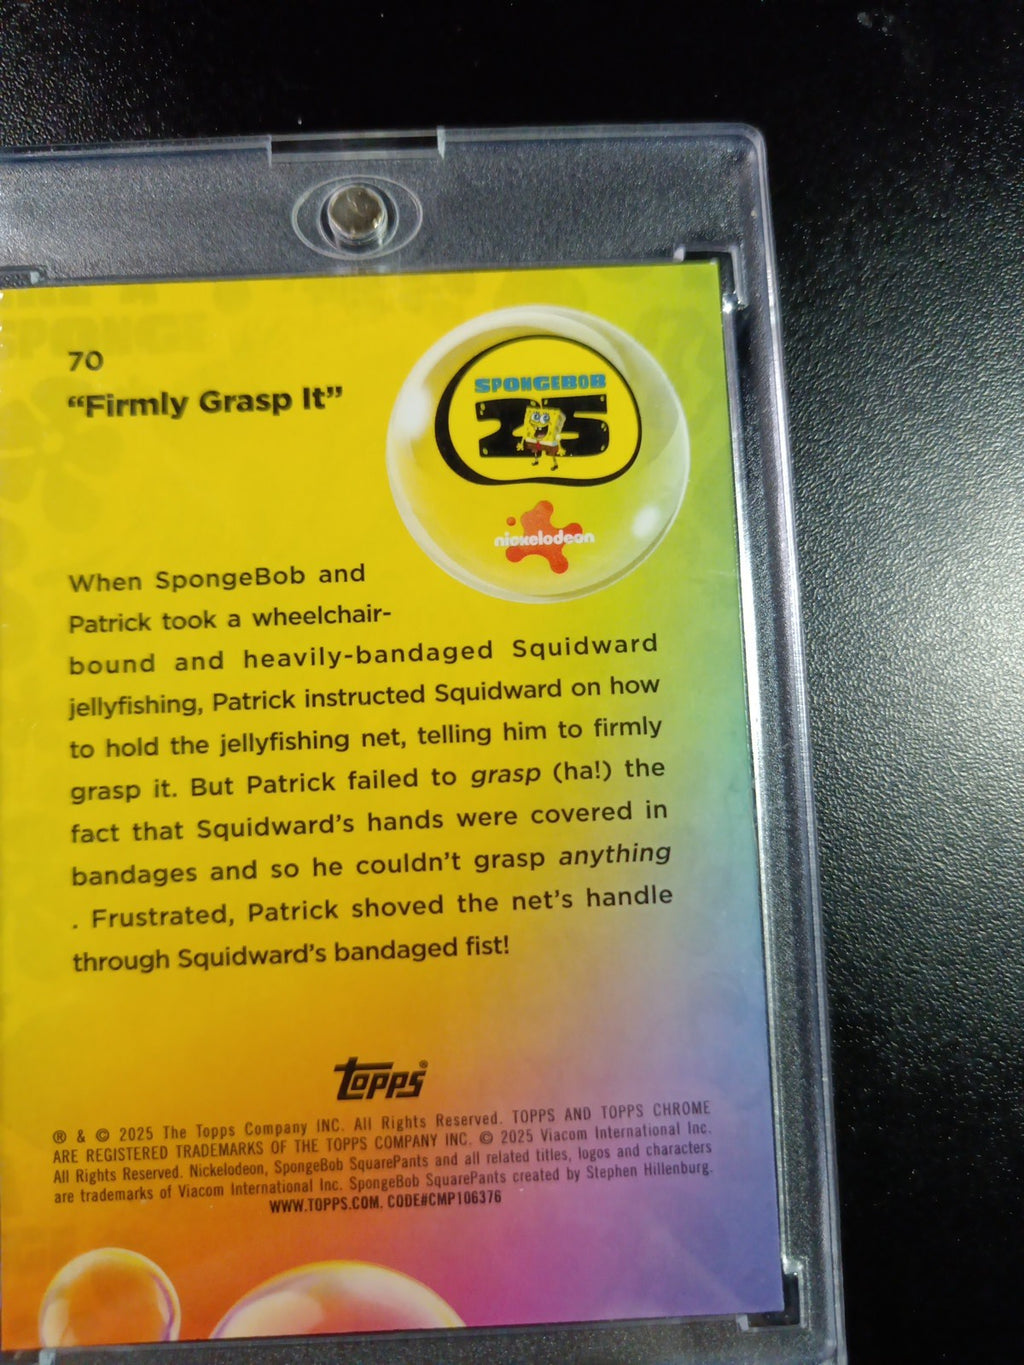 70
“Firmly Grasp It”
SPONGEBOB
25
nickelodeon
When SpongeBob and
Patrick took a wheelchair-
bound and heavily-bandaged Squidward
jellyfishing, Patrick instructed Squidward on how
to hold the jellyfishing net, telling him to firmly
grasp it. But Patrick failed to grasp (ha!) the
fact that Squidward’s hands were covered in
bandages and so he couldn’t grasp anything
. Frustrated, Patrick shoved the net’s handle
through Squidward’s bandaged fist!
topps®
® & © 2025 The Topps Company INC. All Rights Reserved. TOPPS AND TOPPS CHROME
ARE REGISTERED TRADEMARKS OF THE TOPPS COMPANY INC. © 2025 Viacom International Inc.
All Rights Reserved. Nickelodeon, SpongeBob SquarePants and all related titles, logos and characters
are trademarks of Viacom International Inc. SpongeBob SquarePants created by Stephen Hillenburg.
WWW.TOPPS.COM. CODE#CMP106376